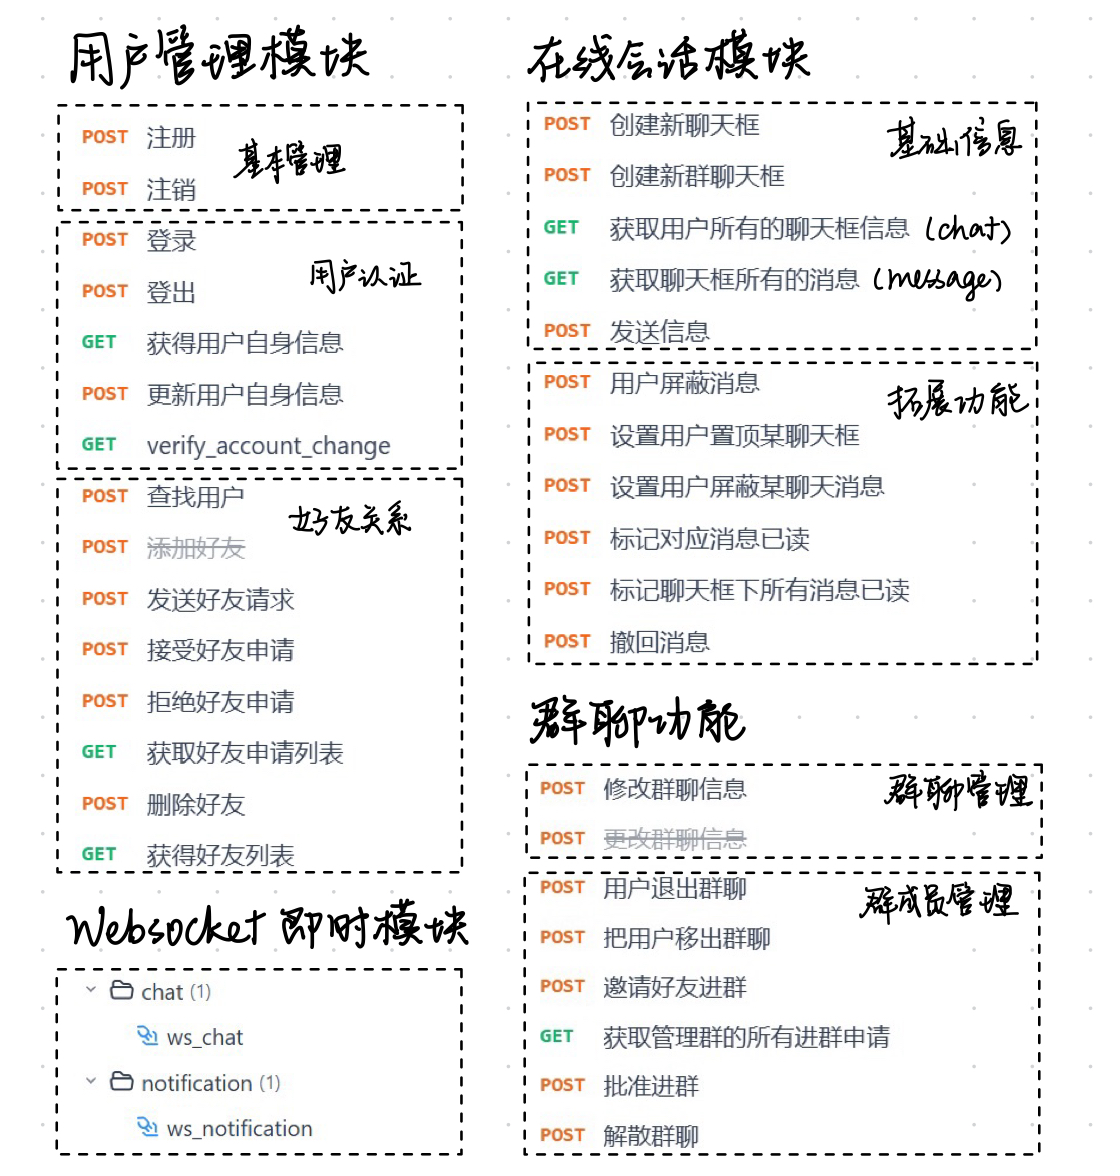 用户管理模块
POST 注册
基本管理
POST 注销
POST 登录
用户认证
POST 登出
GET 获得用户自身信息
POST 更新用户自身信息
GET verify_account_change
POST 查找用户
好友关系
POST 添加好友
POST 发送好友请求
POST 接受好友申请
POST 拒绝好友申请
GET 获取好友申请列表
POST 删除好友
GET 获得好友列表
Websocket 即时模块
chat (1)
ws_chat
notification (1)
ws_notification
在线会话模块
POST 创建新聊天框
基础信息
POST 创建新群聊天框
GET 获取用户所有的聊天框信息 (chat)
GET 获取聊天框所有的消息 (message)
POST 发送信息
POST 用户屏蔽消息
拓展功能
POST 设置用户置顶某聊天框
POST 设置用户屏蔽某聊天消息
POST 标记对应消息已读
POST 标记聊天框下所有消息已读
POST 撤回消息
群聊功能
POST 修改群聊信息
群聊管理
POST 更改群聊信息
POST 用户退出群聊
群成员管理
POST 把用户移出群聊
POST 邀请好友进群
GET 获取管理群的所有进群申请
POST 批准进群
POST 解散群聊